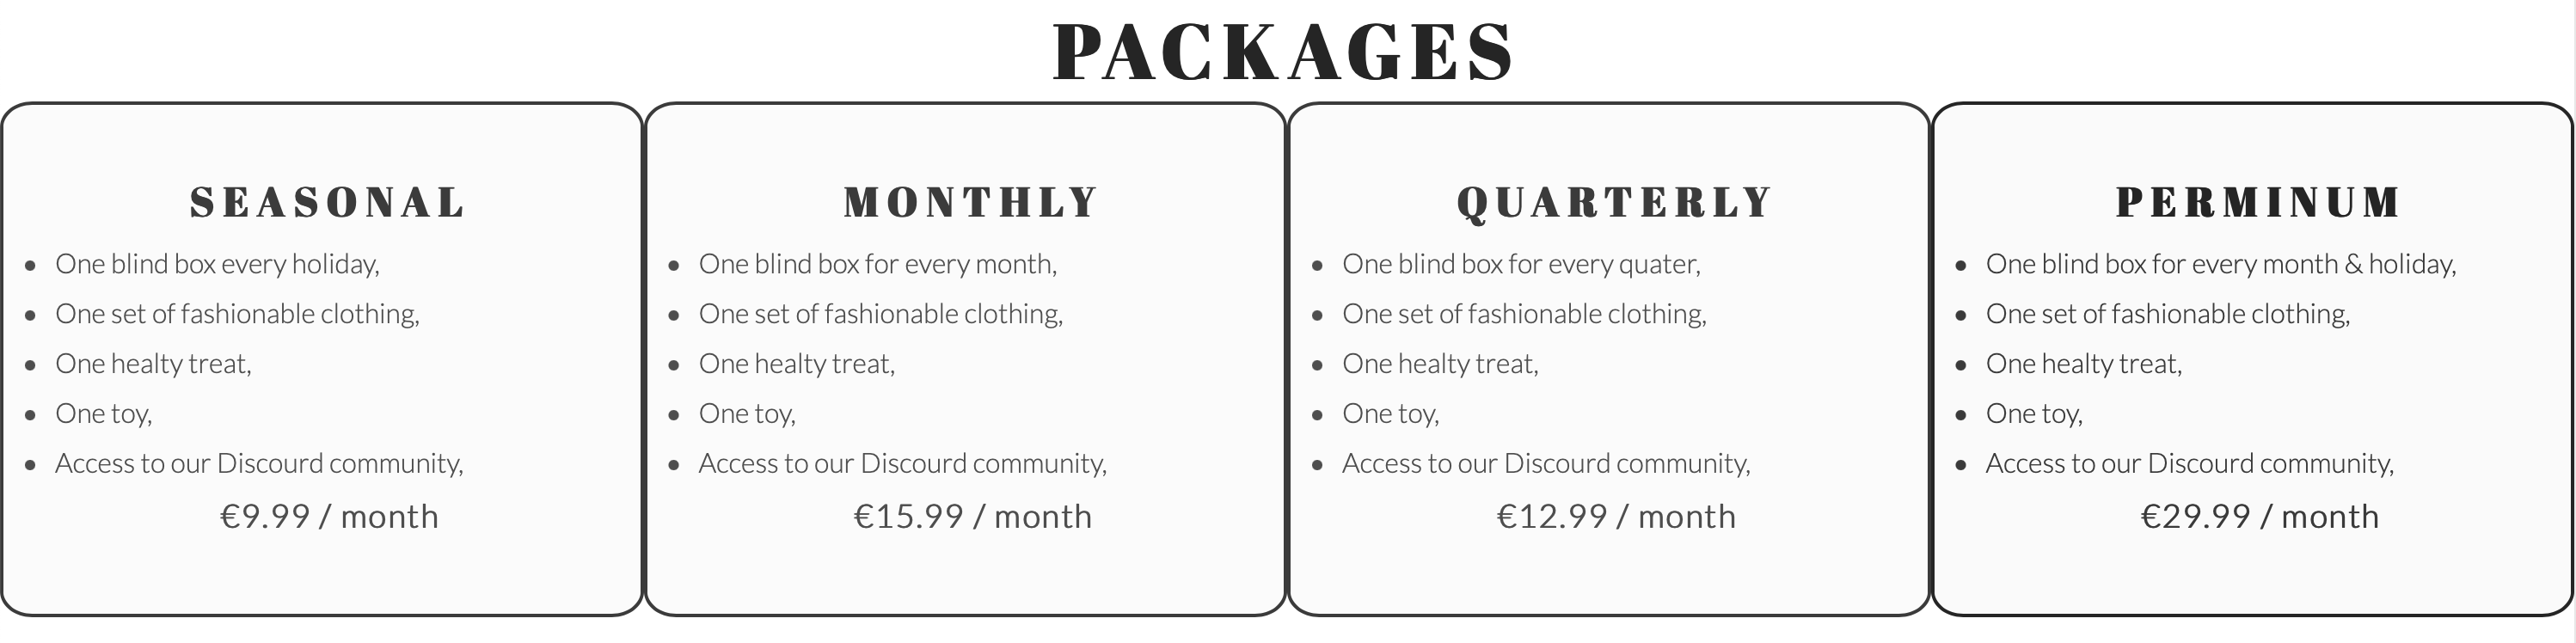 PACKAGES
SEASONAL
One blind box every holiday,
One set of fashionable clothing,
One healty treat,
One toy,
Access to our Discourd community,
€9.99 / month
MONTHLY
One blind box for every month,
One set of fashionable clothing,
One healty treat,
One toy,
Access to our Discourd community,
€15.99 / month
QUARTERLY
One blind box for every quater,
One set of fashionable clothing,
One healty treat,
One toy,
Access to our Discourd community,
€12.99 / month
PERMINUM
One blind box for every month & holiday,
One set of fashionable clothing,
One healty treat,
One toy,
Access to our Discourd community,
€29.99 / month